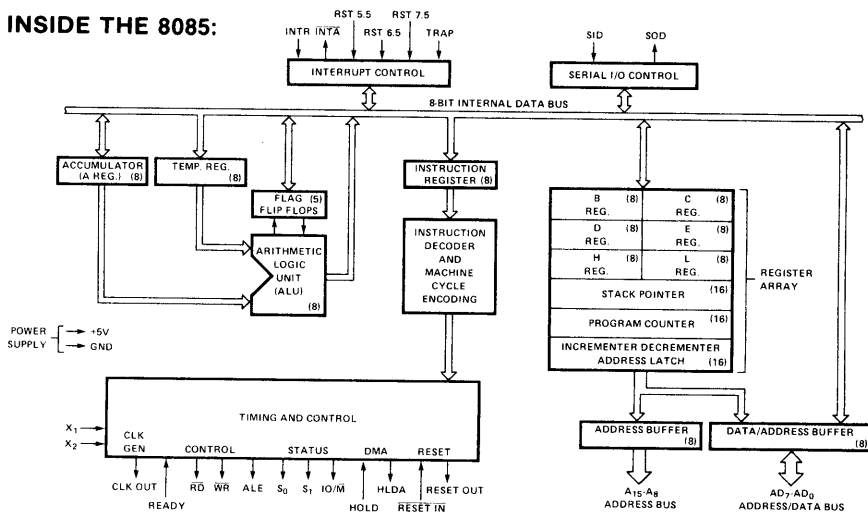 INSIDE THE 8085:
RST 5.5 RST 7.5
INTR INTA RST 6.5 TRAP
SID SOD
INTERRUPT CONTROL
SERIAL I/O CONTROL
8-BIT INTERNAL DATA BUS
ACCUMULATOR
(A REG.) (8)
TEMP. REG.
(8)
FLAG (5)
FLIP FLOPS
INSTRUCTION
REGISTER (8)
ARITHMETIC
LOGIC
UNIT
(ALU)
(8)
INSTRUCTION
DECODER
AND
MACHINE
CYCLE
ENCODING
B (8) C (8)
REG. REG.
D (8) E (8)
REG. REG.
H (8) L (8)
REG. REG.
STACK POINTER (16)
PROGRAM COUNTER (16)
INCREMENTER DECREMENTER
ADDRESS LATCH (16)
REGISTER
ARRAY
POWER
SUPPLY
+5V
GND
TIMING AND CONTROL
X1
X2
CLK
GEN CONTROL STATUS DMA RESET
CLK OUT READY RD WR ALE S0 S1 IO/M HOLD HLDA RESET IN RESET OUT
ADDRESS BUFFER
(8)
DATA/ADDRESS BUFFER
(8)
A15-A8
ADDRESS BUS
AD7-AD0
ADDRESS/DATA BUS